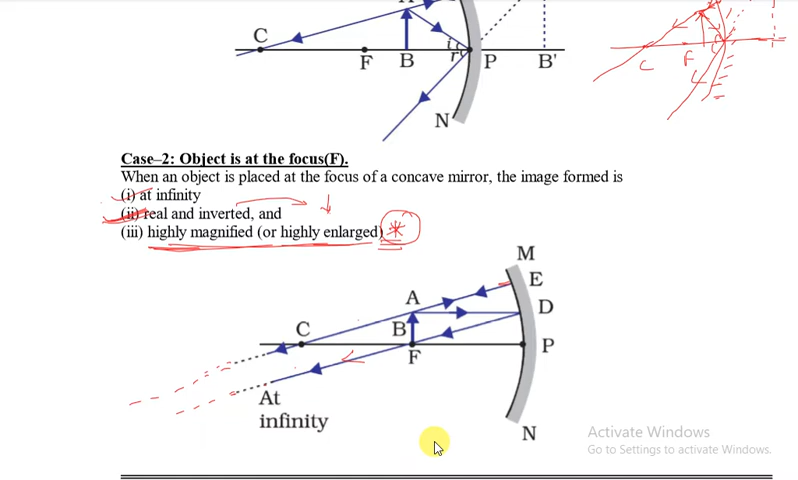 C
F
B
i
r
P
B'
N
C
F
Case–2: Object is at the focus(F).
When an object is placed at the focus of a concave mirror, the image formed is
(i) at infinity
(ii) real and inverted, and
(iii) highly magnified (or highly enlarged)
M
E
A
D
C
B
P
F
At
infinity
N
Activate Windows
Go to Settings to activate Windows.